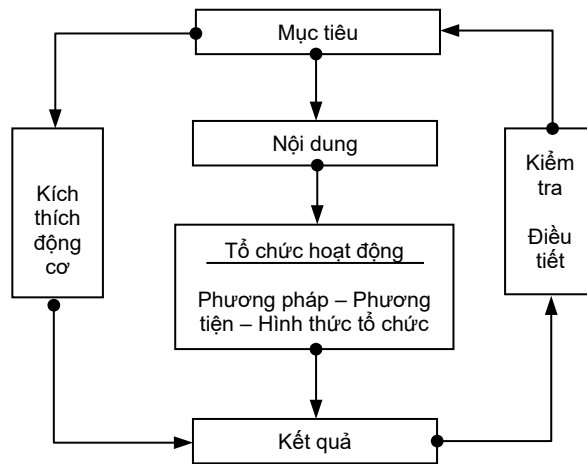 Mục tiêu
Nội dung
Kích
thích
động
cơ
Tổ chức hoạt động
Phương pháp – Phương
tiện – Hình thức tổ chức
Kiểm
tra
Điều
tiết
Kết quả